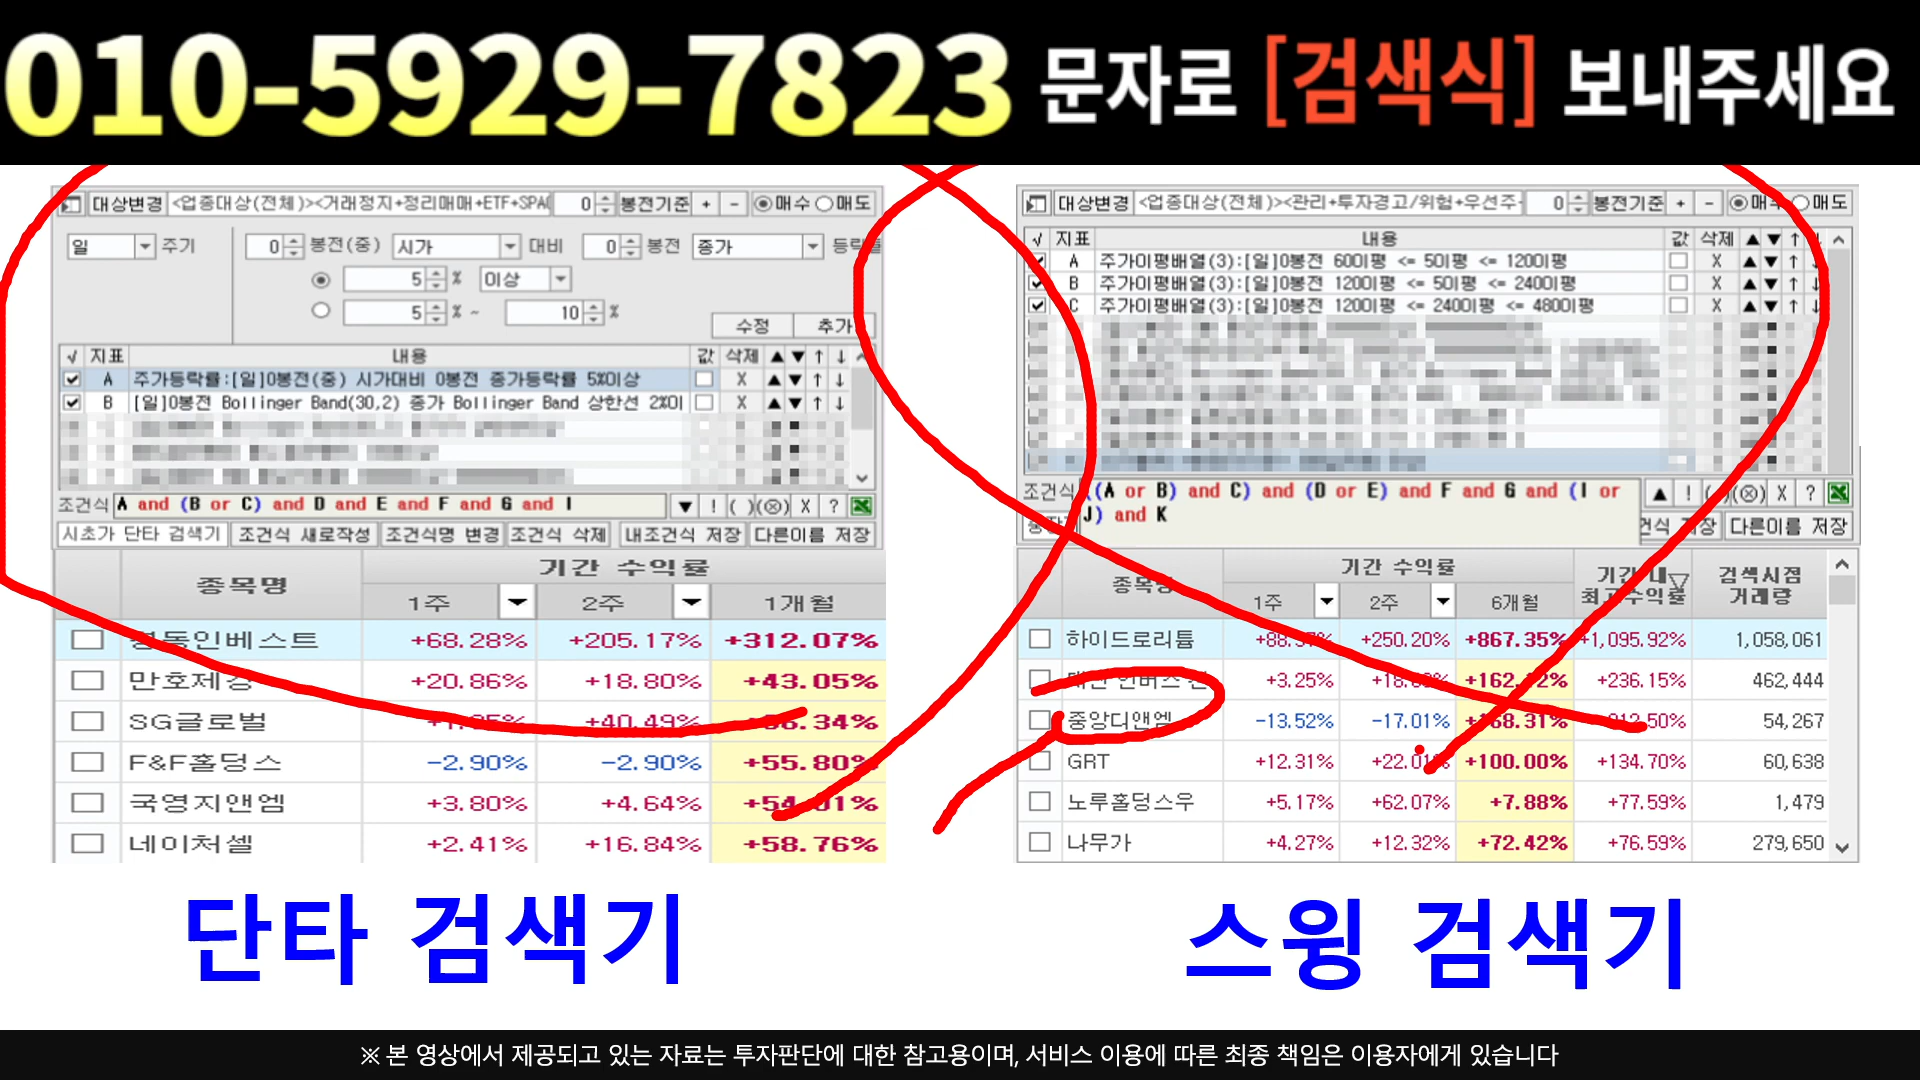 010-5929-7823 문자로 [검색식] 보내주세요
대상변경 <업종대상(전체)><거래정지+정리매매+ETF+SPA 0 봉전기준 + - 매수 매도
일 주기 0 봉전(중) 시가 대비 0 봉전 종가
5 % 이상
5 % ~ 10 %
수정 추가
√ 지표 내용 값 삭제 ▲ ▼ ↑ ↓
A 주가등락률:[일]0봉전(중) 시가대비 0봉전 종가등락률 5%이상 X ▲ ▼ ↑ ↓
B [일]0봉전 Bollinger Band(30,2) 종가 Bollinger Band 상한선 2%이 X ▲ ▼ ↑ ↓
조건식 A and (B or C) and D and E and F and G and I ▼ ! ( ) (⊗) X ?
시초가 단타 검색기 조건식 새로작성 조건식명 변경 조건식 삭제 내조건식 저장 다른이름 저장
종목명 기간 수익률
1주 2주 1개월
+68.28% +205.17% +312.07%
만호제강 +20.86% +18.80% +43.05%
SG글로벌 +40.49%
F&F홀딩스 -2.90% -2.90% +55.80%
국영지앤엠 +3.80% +4.64%
네이처셀 +2.41% +16.84% +58.76%
단타 검색기
대상변경 <업종대상(전체)><관리+투자경고/위험+우선주+ 0 봉전기준 + - 매수 매도
√ 지표 내용 값 삭제 ▲ ▼ ↑
A 주가이평배열(3):[일]0봉전 60이평 <= 5이평 <= 120이평 X ▲ ▼ ↑
B 주가이평배열(3):[일]0봉전 120이평 <= 5이평 <= 240이평 X ▲ ▼ ↑ ↓
C 주가이평배열(3):[일]0봉전 120이평 <= 240이평 <= 480이평 X ▲ ▼ ↑ ↓
조건식 ((A or B) and C) and (D or E) and F and G and (I or ▲ ! (⊗) X ?
J) and K 저장 다른이름 저장
종목명 기간 수익률 기간 내 최고수익률 검색시점 거래량
1주 2주 6개월
하이드로리튬 +250.20% +867.35% +1,095.92% 1,058,061
+3.25% +236.15% 462,444
중앙디앤엠 -13.52% -17.01% 54,267
GRT +12.31% +100.00% +134.70% 60,638
노루홀딩스우 +5.17% +62.07% +7.88% +77.59% 1,479
나무가 +4.27% +12.32% +72.42% +76.59% 279,650
스윙 검색기
※ 본 영상에서 제공되고 있는 자료는 투자판단에 대한 참고용이며, 서비스 이용에 따른 최종 책임은 이용자에게 있습니다